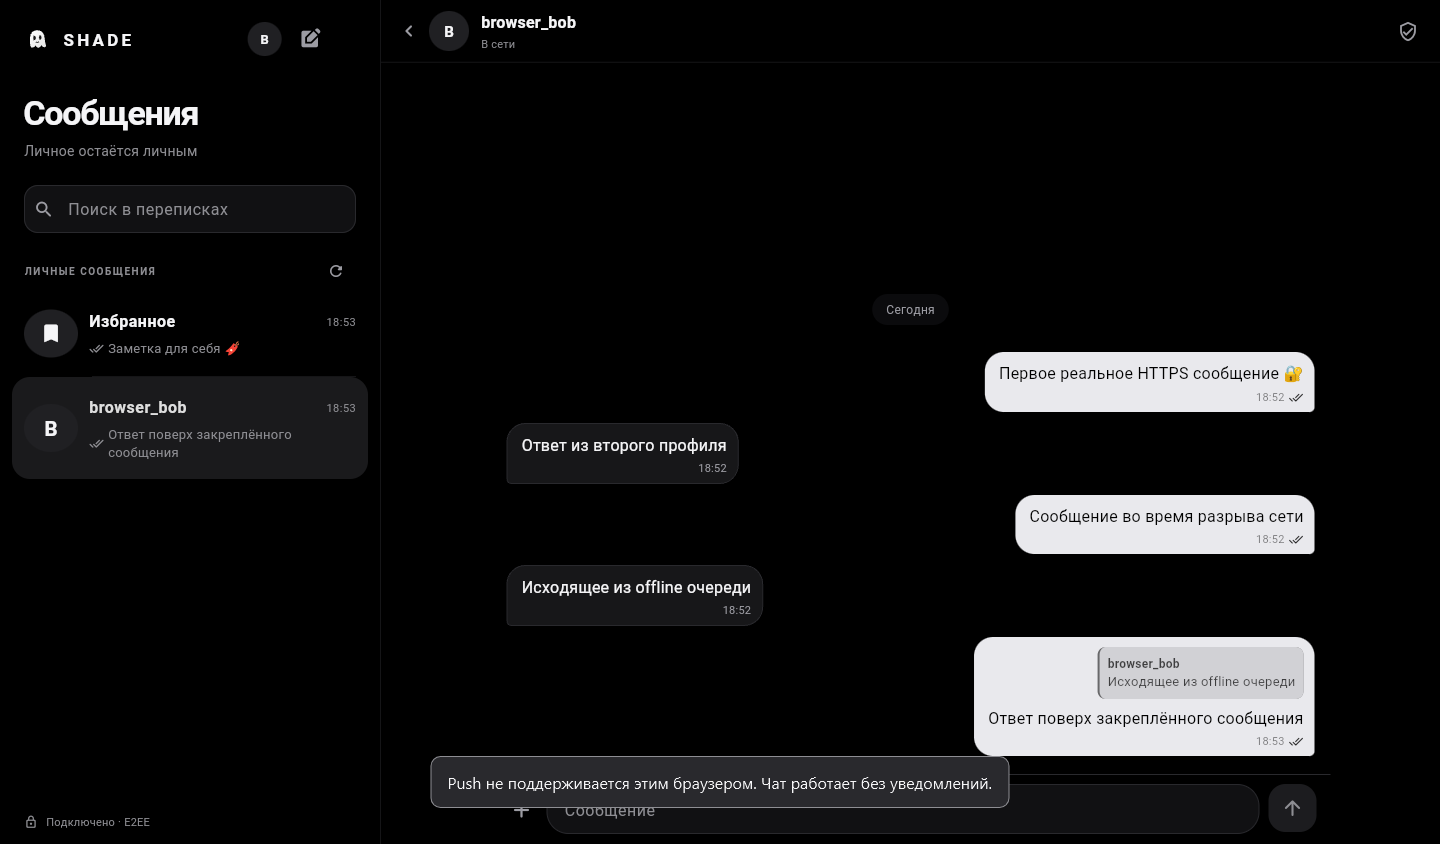 SHADE
B
Сообщения
Личное остаётся личным
Поиск в переписках
ЛИЧНЫЕ СООБЩЕНИЯ
Избранное
18:53
Заметка для себя 🧨
B
browser_bob
18:53
Ответ поверх закреплённого
сообщения
Подключено · E2EE
B
browser_bob
В сети
Сегодня
Первое реальное HTTPS сообщение 🔐
18:52
Ответ из второго профиля
18:52
Сообщение во время разрыва сети
18:52
Исходящее из offline очереди
18:52
browser_bob
Исходящее из offline очереди
Ответ поверх закреплённого сообщения
18:53
Push не поддерживается этим браузером. Чат работает без уведомлений.
Сообщение